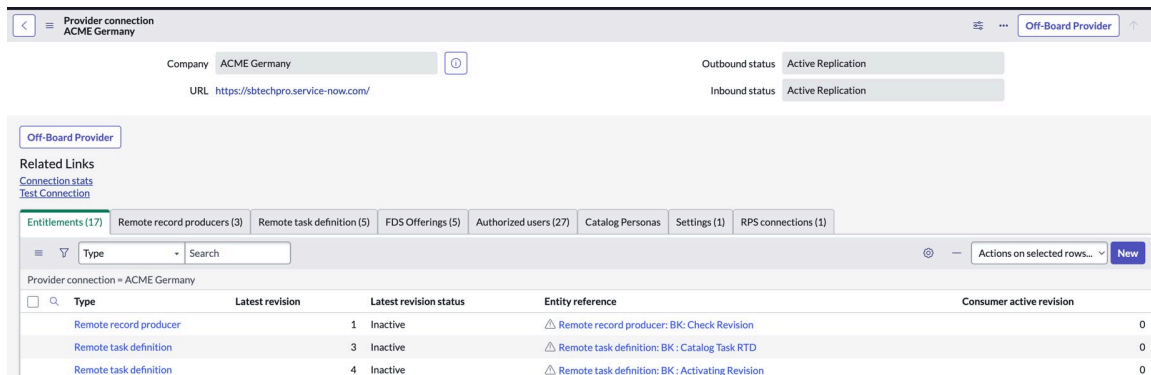 Provider connection
ACME Germany
Off-Board Provider
Company ACME Germany Outbound status Active Replication
URL https://sbtechpro.service-now.com/ Inbound status Active Replication
Off-Board Provider
Related Links
Connection stats
Test Connection
Entitlements (17) Remote record producers (3) Remote task definition (5) FDS Offerings (5) Authorized users (27) Catalog Personas Settings (1) RPS connections (1)
Type Search Actions on selected rows... New
Provider connection = ACME Germany
Type Latest revision Latest revision status Entity reference Consumer active revision
Remote record producer 1 Inactive Remote record producer: BK: Check Revision 0
Remote task definition 3 Inactive Remote task definition: BK : Catalog Task RTD 0
Remote task definition 4 Inactive Remote task definition: BK : Activating Revision 0